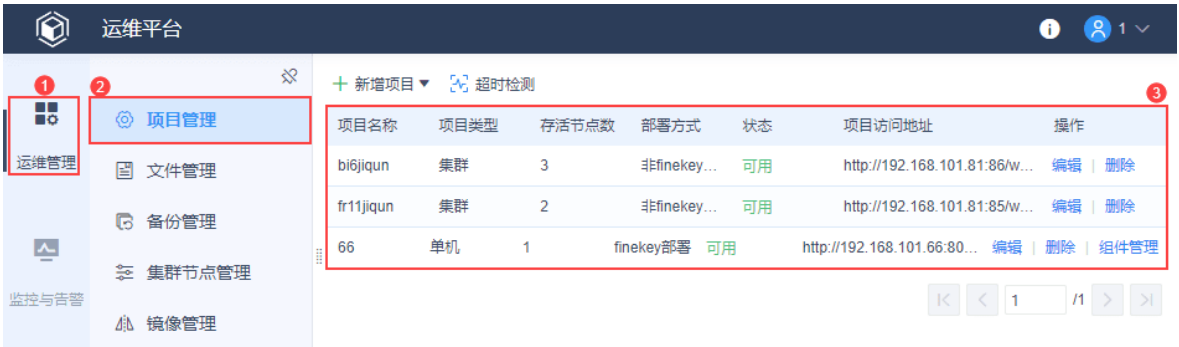 运维平台
1
1
运维管理
监控与告警
2
项目管理
文件管理
备份管理
集群节点管理
镜像管理
新增项目 超时检测
3
项目名称 项目类型 存活节点数 部署方式 状态 项目访问地址 操作
bi6jiqun 集群 3 非finekey... 可用 http://192.168.101.81:86/w... 编辑 | 删除
fr11jiqun 集群 2 非finekey... 可用 http://192.168.101.81:85/w... 编辑 | 删除
66 单机 1 finekey部署 可用 http://192.168.101.66:80... 编辑 | 删除 | 组件管理
1 /1